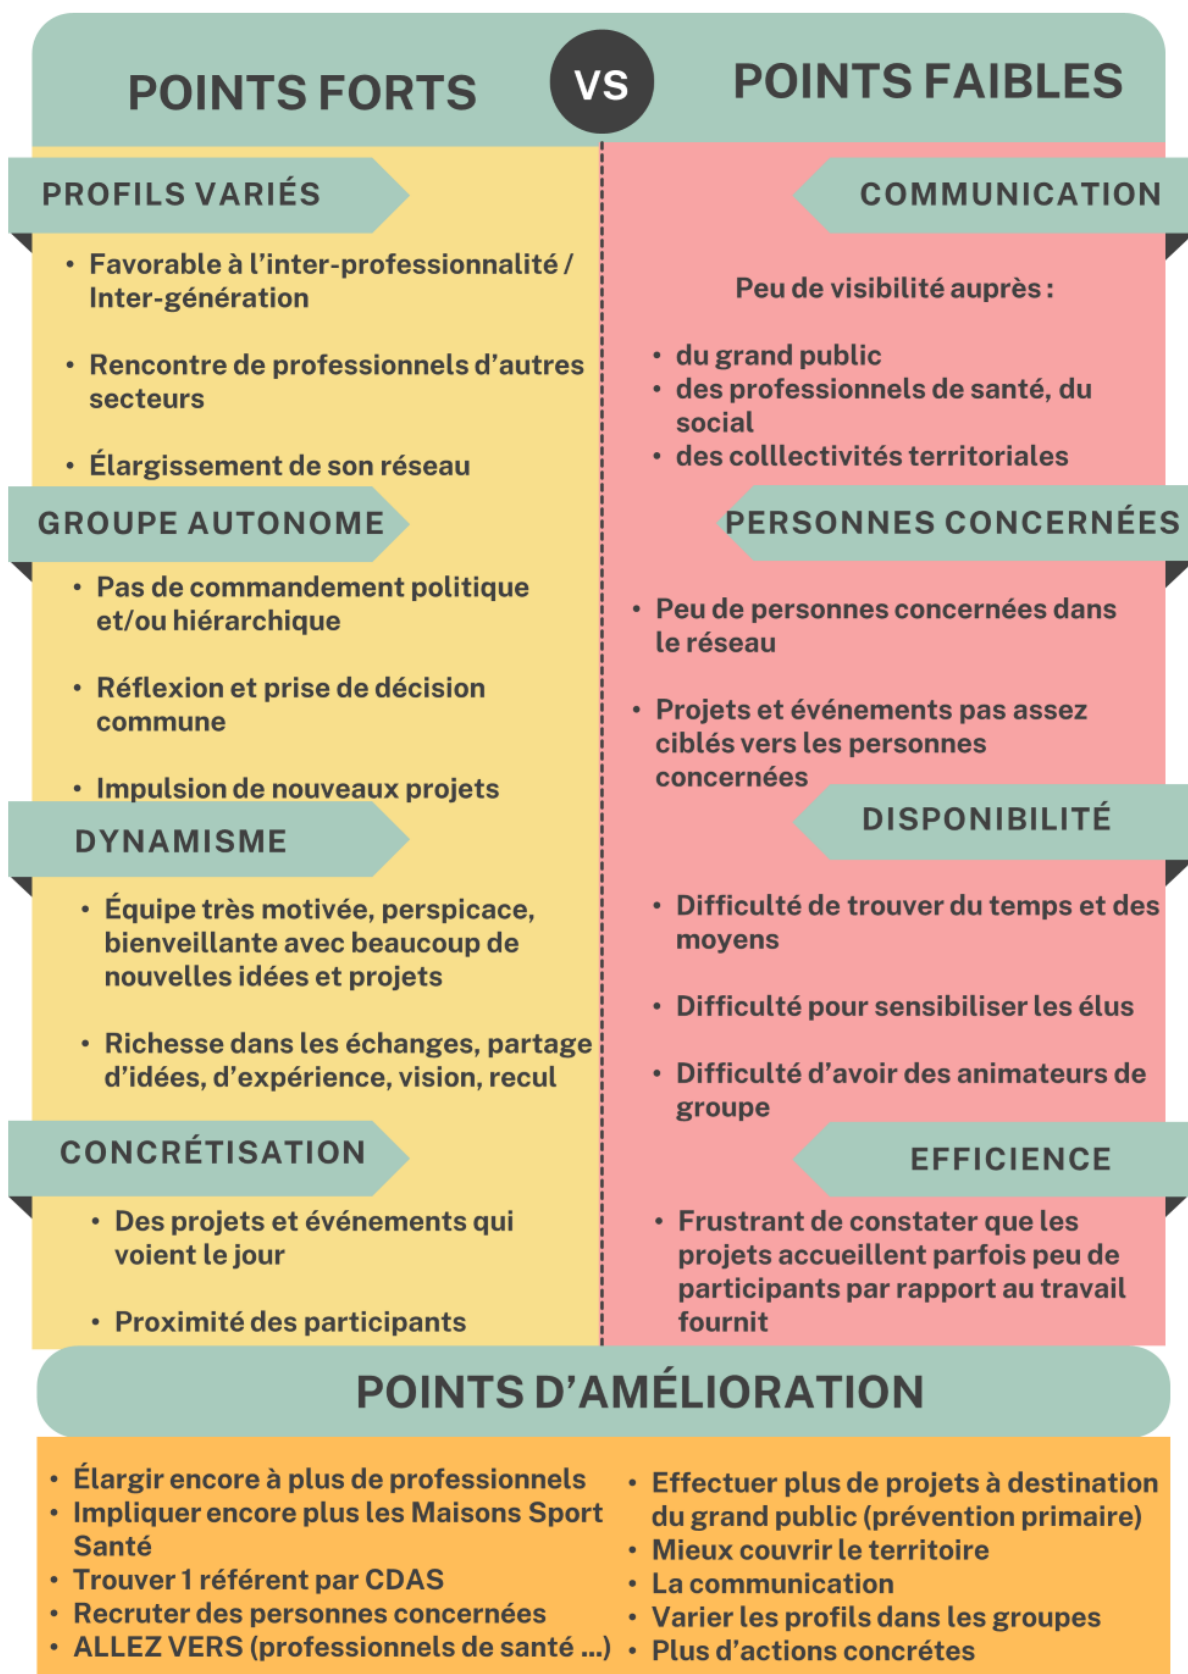 POINTS FORTS
VS
POINTS FAIBLES
PROFILS VARIÉS
• Favorable à l’inter-professionnalité /
Inter-génération
• Rencontre de professionnels d’autres
secteurs
• Élargissement de son réseau
GROUPE AUTONOME
• Pas de commandement politique
et/ou hiérarchique
• Réflexion et prise de décision
commune
• Impulsion de nouveaux projets
DYNAMISME
• Équipe très motivée, perspicace,
bienveillante avec beaucoup de
nouvelles idées et projets
• Richesse dans les échanges, partage
d’idées, d’expérience, vision, recul
CONCRÉTISATION
• Des projets et événements qui
voient le jour
• Proximité des participants
COMMUNICATION
Peu de visibilité auprès :
• du grand public
• des professionnels de santé, du
social
• des colllectivités territoriales
PERSONNES CONCERNÉES
• Peu de personnes concernées dans
le réseau
• Projets et événements pas assez
ciblés vers les personnes
concernées
DISPONIBILITÉ
• Difficulté de trouver du temps et des
moyens
• Difficulté pour sensibiliser les élus
• Difficulté d’avoir des animateurs de
groupe
EFFICIENCE
• Frustrant de constater que les
projets accueillent parfois peu de
participants par rapport au travail
fournit
POINTS D’AMÉLIORATION
• Élargir encore à plus de professionnels
• Impliquer encore plus les Maisons Sport
Santé
• Trouver 1 référent par CDAS
• Recruter des personnes concernées
• ALLEZ VERS (professionnels de santé ...)
• Effectuer plus de projets à destination
du grand public (prévention primaire)
• Mieux couvrir le territoire
• La communication
• Varier les profils dans les groupes
• Plus d’actions concrétes